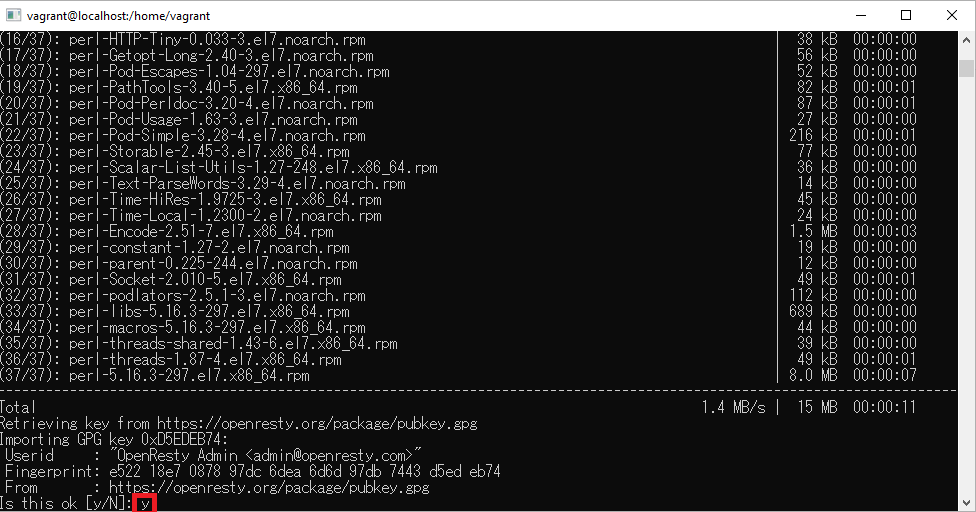 vagrant@localhost:/home/vagrant
(16/37): perl-HTTP-Tiny-0.033-3.el7.noarch.rpm | 38 kB 00:00:00
(17/37): perl-Getopt-Long-2.40-3.el7.noarch.rpm | 56 kB 00:00:00
(18/37): perl-Pod-Escapes-1.04-297.el7.noarch.rpm | 52 kB 00:00:00
(19/37): perl-PathTools-3.40-5.el7.x86_64.rpm | 82 kB 00:00:01
(20/37): perl-Pod-Perldoc-3.20-4.el7.noarch.rpm | 87 kB 00:00:01
(21/37): perl-Pod-Usage-1.63-3.el7.noarch.rpm | 27 kB 00:00:00
(22/37): perl-Pod-Simple-3.28-4.el7.noarch.rpm | 216 kB 00:00:01
(23/37): perl-Storable-2.45-3.el7.x86_64.rpm | 77 kB 00:00:00
(24/37): perl-Scalar-List-Utils-1.27-248.el7.x86_64.rpm | 36 kB 00:00:00
(25/37): perl-Text-ParseWords-3.29-4.el7.noarch.rpm | 14 kB 00:00:00
(26/37): perl-Time-HiRes-1.9725-3.el7.x86_64.rpm | 45 kB 00:00:00
(27/37): perl-Time-Local-1.2300-2.el7.noarch.rpm | 24 kB 00:00:00
(28/37): perl-Encode-2.51-7.el7.x86_64.rpm | 1.5 MB 00:00:03
(29/37): perl-constant-1.27-2.el7.noarch.rpm | 19 kB 00:00:00
(30/37): perl-parent-0.225-244.el7.noarch.rpm | 12 kB 00:00:00
(31/37): perl-Socket-2.010-5.el7.x86_64.rpm | 49 kB 00:00:01
(32/37): perl-podlators-2.5.1-3.el7.noarch.rpm | 112 kB 00:00:00
(33/37): perl-libs-5.16.3-297.el7.x86_64.rpm | 689 kB 00:00:01
(34/37): perl-macros-5.16.3-297.el7.x86_64.rpm | 44 kB 00:00:00
(35/37): perl-threads-shared-1.43-6.el7.x86_64.rpm | 39 kB 00:00:00
(36/37): perl-threads-1.87-4.el7.x86_64.rpm | 49 kB 00:00:01
(37/37): perl-5.16.3-297.el7.x86_64.rpm | 8.0 MB 00:00:07
--------------------------------------------------------------------------------
Total 1.4 MB/s | 15 MB 00:00:11
Retrieving key from https://openresty.org/package/pubkey.gpg
Importing GPG key 0xD5EDEB74:
Userid : "OpenResty Admin <admin@openresty.com>"
Fingerprint: e522 18e7 0878 97dc 6dea 6d6d 97db 7443 d5ed eb74
From : https://openresty.org/package/pubkey.gpg
Is this ok [y/N]: y